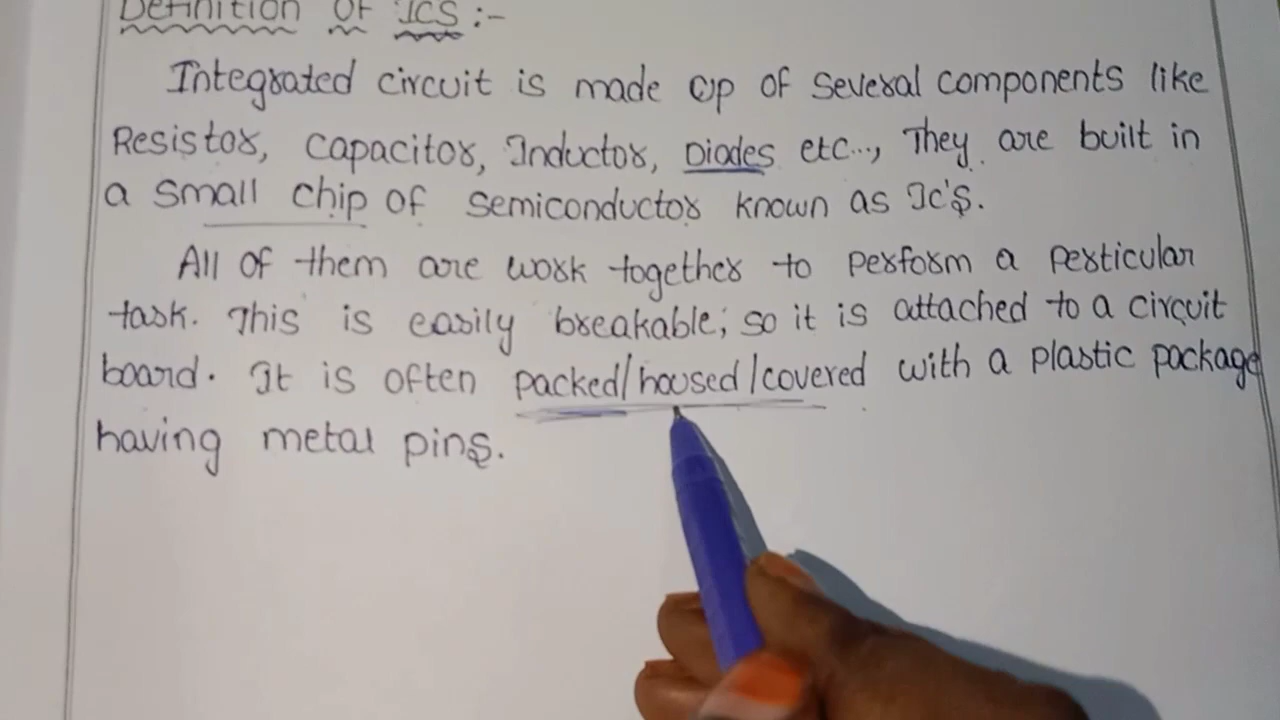 Definition OF ICS :-
Integrated circuit is made up of several components like
Resistor, capacitor, Inductor, Diodes etc..., They are built in
a small chip of semiconductor known as Ic's.
All of them are work together to perform a perticular
task. This is easily breakable; so it is attached to a circuit
board. It is often packed/housed/covered with a plastic package
having metal pins.